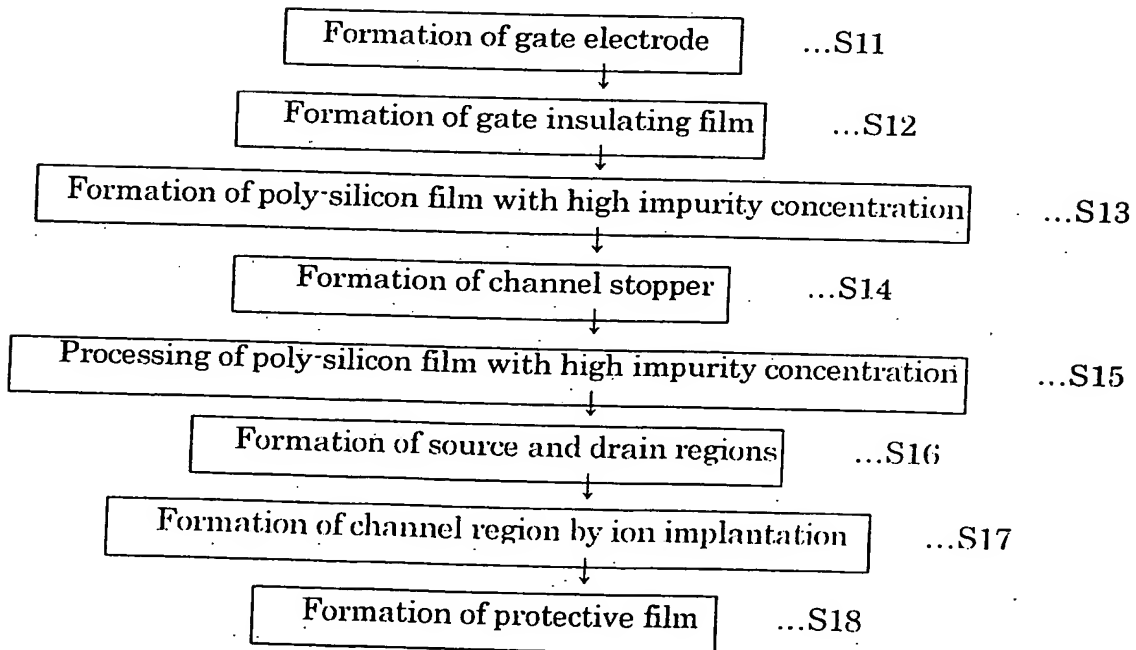 Formation of gate electrode ...S11
Formation of gate insulating film ...S12
Formation of poly-silicon film with high impurity concentration ...S13
Formation of channel stopper ...S14
Processing of poly-silicon film with high impurity concentration ...S15
Formation of source and drain regions ...S16
Formation of channel region by ion implantation ...S17
Formation of protective film ...S18